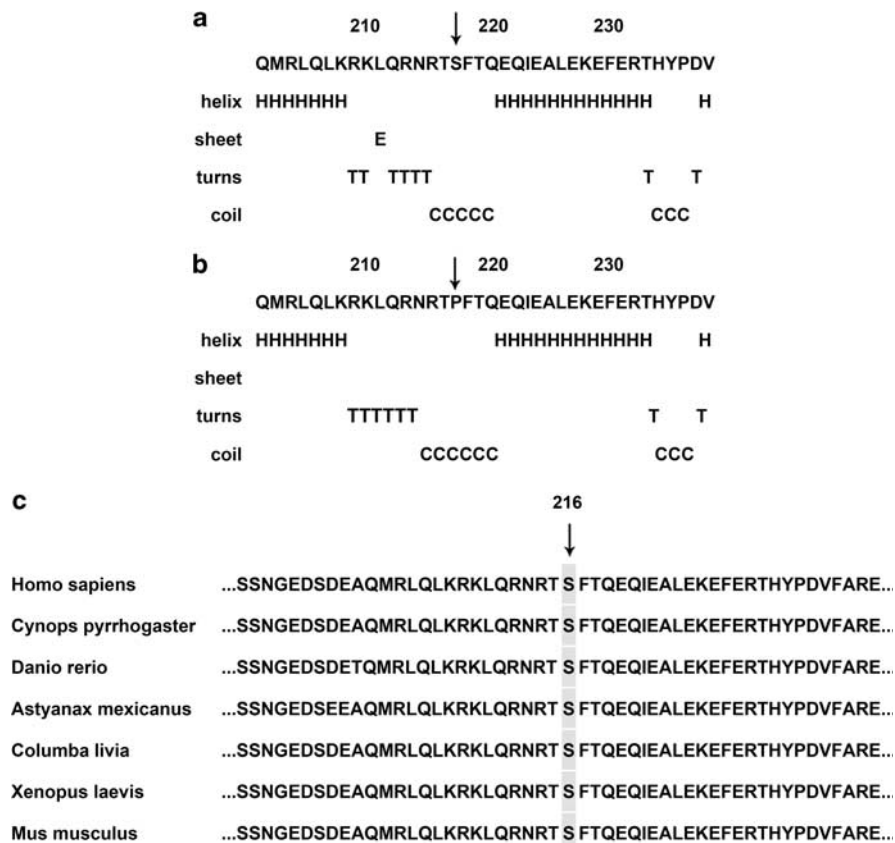 a
210 220 230
QMRLQLKRKLQRNRTSFTQEQIEALEKEFERTHYPDV
helix HHHHHHH HHHHHHHHHHHH H
sheet E
turns TT TTTT T T
coil CCCCC CCC
b
210 220 230
QMRLQLKRKLQRNRTPFTQEQIEALEKEFERTHYPDV
helix HHHHHHH HHHHHHHHHHHH H
sheet
turns TTTTTT T T
coil CCCCCC CCC
c
216
Homo sapiens ...SSNGEDSDEAQMRLQLKRKLQRNRT S FTQEQIEALEKEFERTHYPDVFARE...
Cynops pyrrhogaster ...SSNGEDSDEAQMRLQLKRKLQRNRT S FTQEQIEALEKEFERTHYPDVFARE...
Danio rerio ...SSNGEDSDETQMRLQLKRKLQRNRT S FTQEQIEALEKEFERTHYPDVFARE...
Astyanax mexicanus ...SSNGEDSEEAQMRLQLKRKLQRNRT S FTQEQIEALEKEFERTHYPDVFARE...
Columba livia ...SSNGEDSDEAQMRLQLKRKLQRNRT S FTQEQIEALEKEFERTHYPDVFARE...
Xenopus laevis ...SSNGEDSDEAQMRLQLKRKLQRNRT S FTQEQIEALEKEFERTHYPDVFARE...
Mus musculus ...SSNGEDSDEAQMRLQLKRKLQRNRT S FTQEQIEALEKEFERTHYPDVFARE...